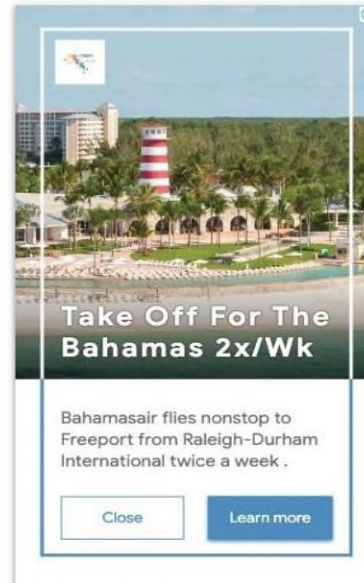 Take Off For The
Bahamas 2x/Wk
Bahamasair flies nonstop to
Freeport from Raleigh-Durham
International twice a week .
Close
Learn more